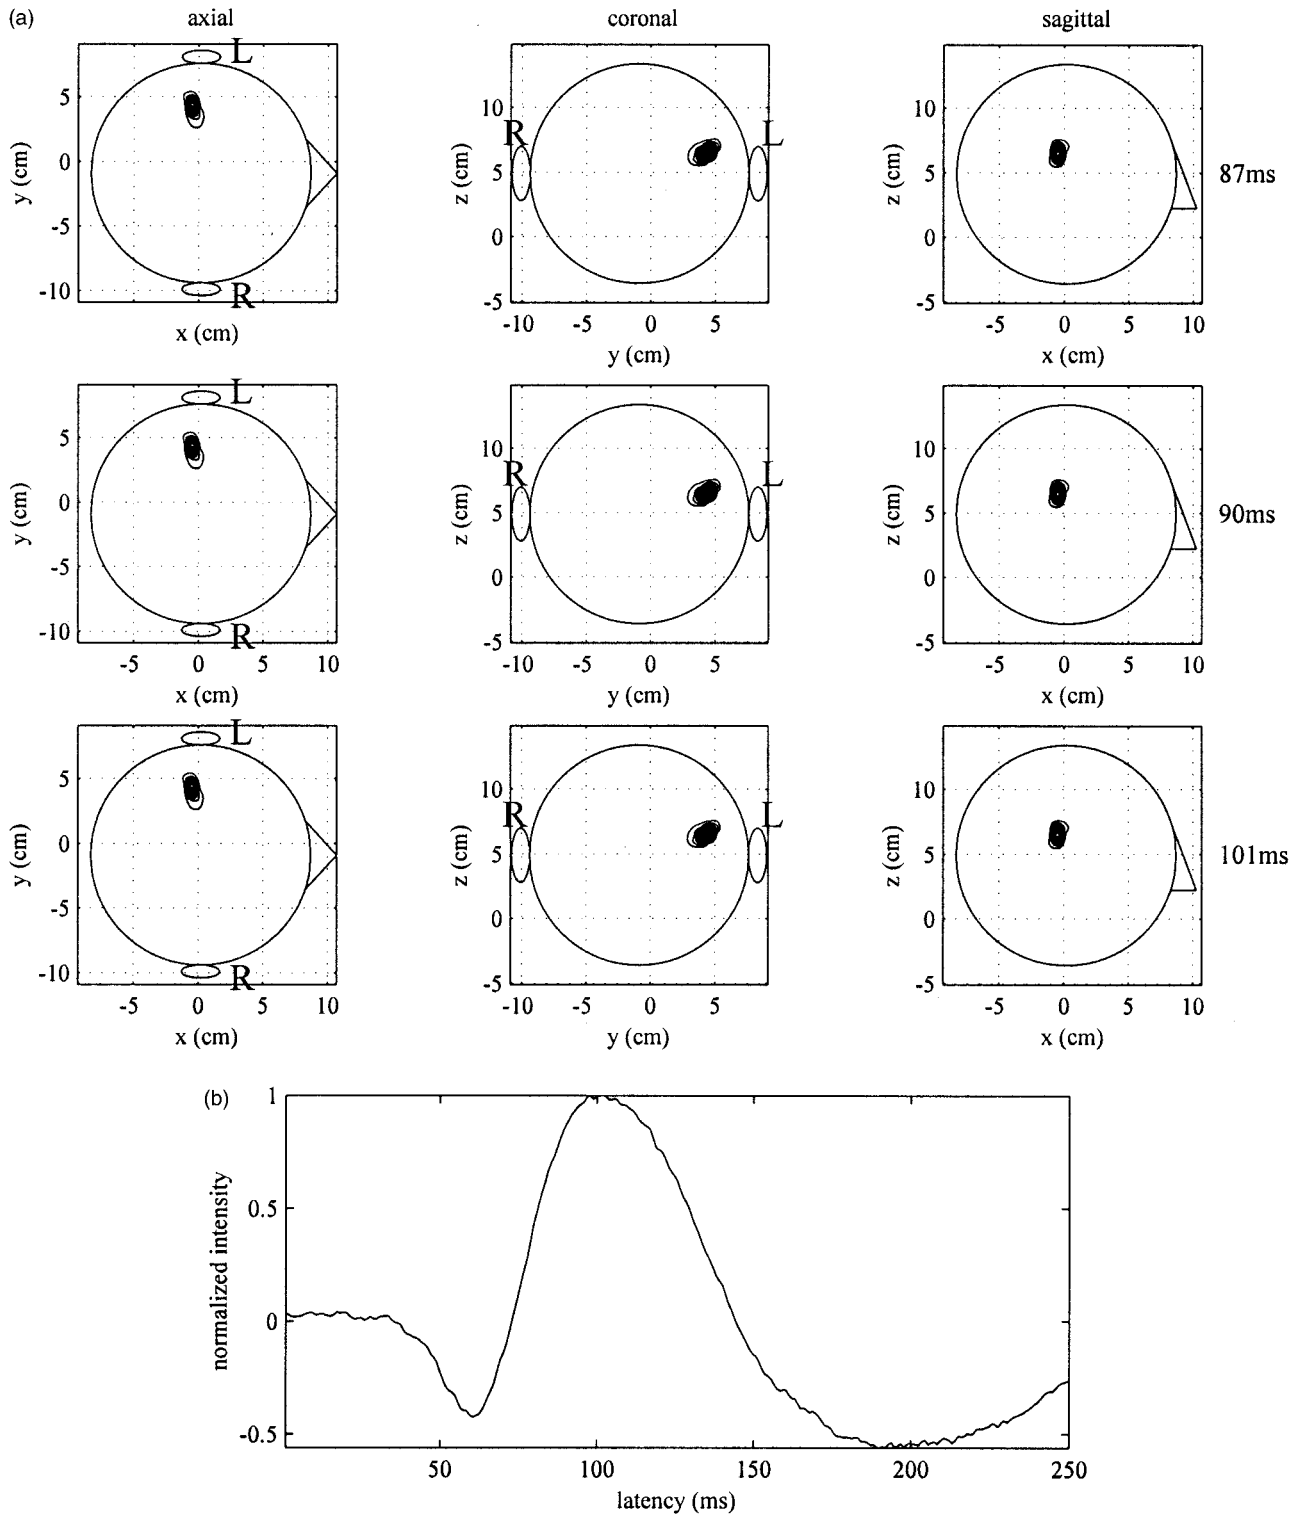 (a)
axial
coronal
sagittal
L
5
0
-5
-10
y (cm)
R
x (cm)
R
L
10
5
0
-5
z (cm)
-10 -5 0 5
y (cm)
10
5
0
-5
z (cm)
-5 0 5 10
x (cm)
87ms
L
5
0
-5
-10
y (cm)
R
-5 0 5 10
x (cm)
R
L
10
5
0
-5
z (cm)
-10 -5 0 5
y (cm)
10
5
0
-5
z (cm)
-5 0 5 10
x (cm)
90ms
L
5
0
-5
-10
y (cm)
R
-5 0 5 10
x (cm)
R
L
10
5
0
-5
z (cm)
-10 -5 0 5
y (cm)
10
5
0
-5
z (cm)
-5 0 5 10
x (cm)
101ms
(b)
1
0.5
0
-0.5
normalized intensity
50 100 150 200 250
latency (ms)